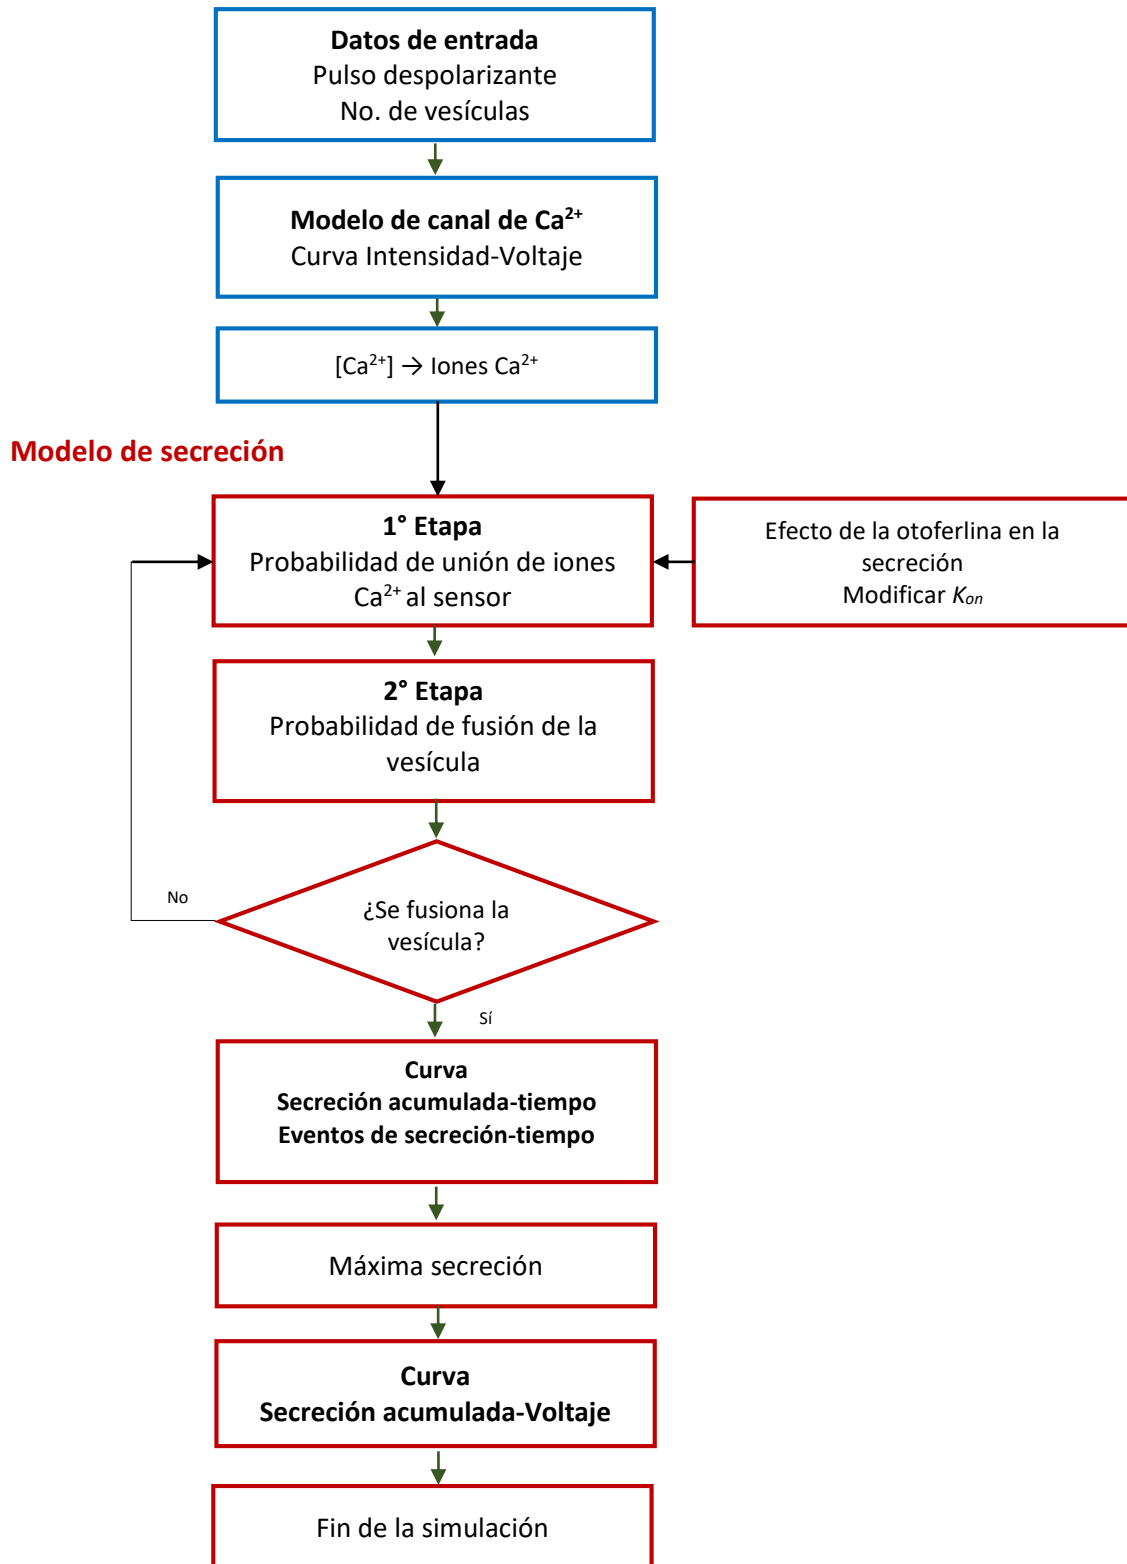 Datos de entrada
Pulso despolarizante
No. de vesículas
Modelo de canal de Ca²⁺
Curva Intensidad-Voltaje
[Ca²⁺] → Iones Ca²⁺
Modelo de secreción
1° Etapa
Probabilidad de unión de iones
Ca²⁺ al sensor
Efecto de la otoferlina en la
secreción
Modificar Kon
2° Etapa
Probabilidad de fusión de la
vesícula
No
¿Se fusiona la
vesícula?
Sí
Curva
Secreción acumulada-tiempo
Eventos de secreción-tiempo
Máxima secreción
Curva
Secreción acumulada-Voltaje
Fin de la simulación